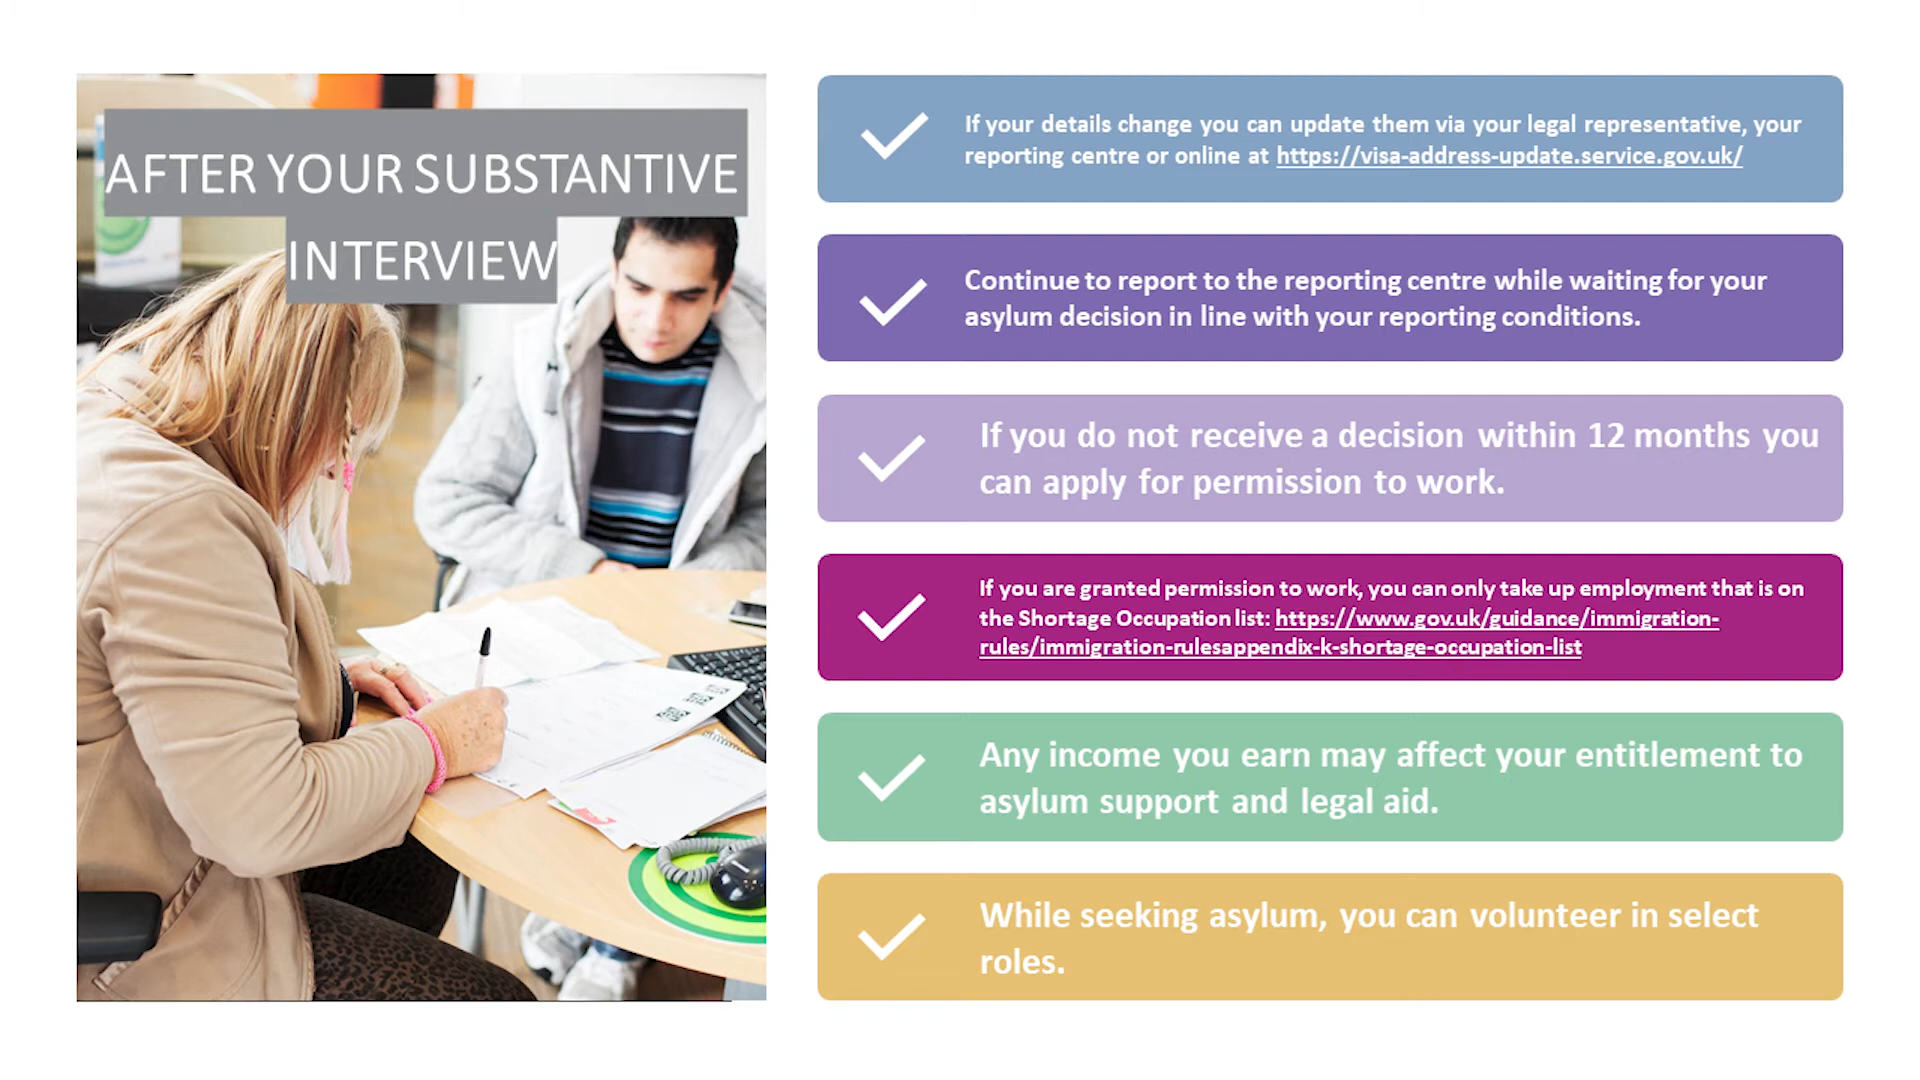 AFTER YOUR SUBSTANTIVE
INTERVIEW
If your details change you can update them via your legal representative, your
reporting centre or online at https://visa-address-update.service.gov.uk/
Continue to report to the reporting centre while waiting for your
asylum decision in line with your reporting conditions.
If you do not receive a decision within 12 months you
can apply for permission to work.
If you are granted permission to work, you can only take up employment that is on
the Shortage Occupation list: https://www.gov.uk/guidance/immigration-
rules/immigration-rulesappendix-k-shortage-occupation-list
Any income you earn may affect your entitlement to
asylum support and legal aid.
While seeking asylum, you can volunteer in select
roles.